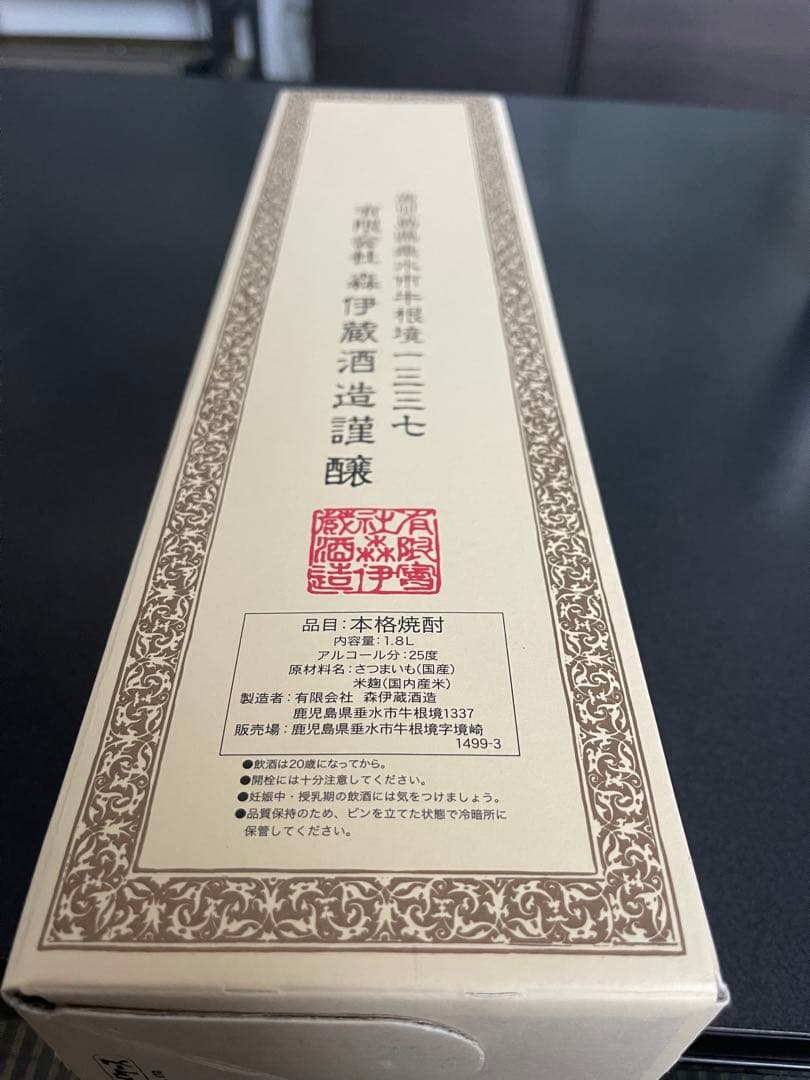 鹿児島県垂水市牛根境一三三七
有限会社 森伊蔵酒造謹醸
有限会
社森伊
蔵酒造
品目:本格焼酎
内容量:1.8L
アルコール分:25度
原材料名:さつまいも(国産)
米麹(国内産米)
製造者:有限会社 森伊蔵酒造
鹿児島県垂水市牛根境1337
販売場:鹿児島県垂水市牛根境字境崎
1499-3
●飲酒は20歳になってから。
●開栓には十分注意してください。
●妊娠中・授乳期の飲酒には気をつけましょう。
●品質保持のため、ビンを立てた状態で冷暗所に
保管してください。